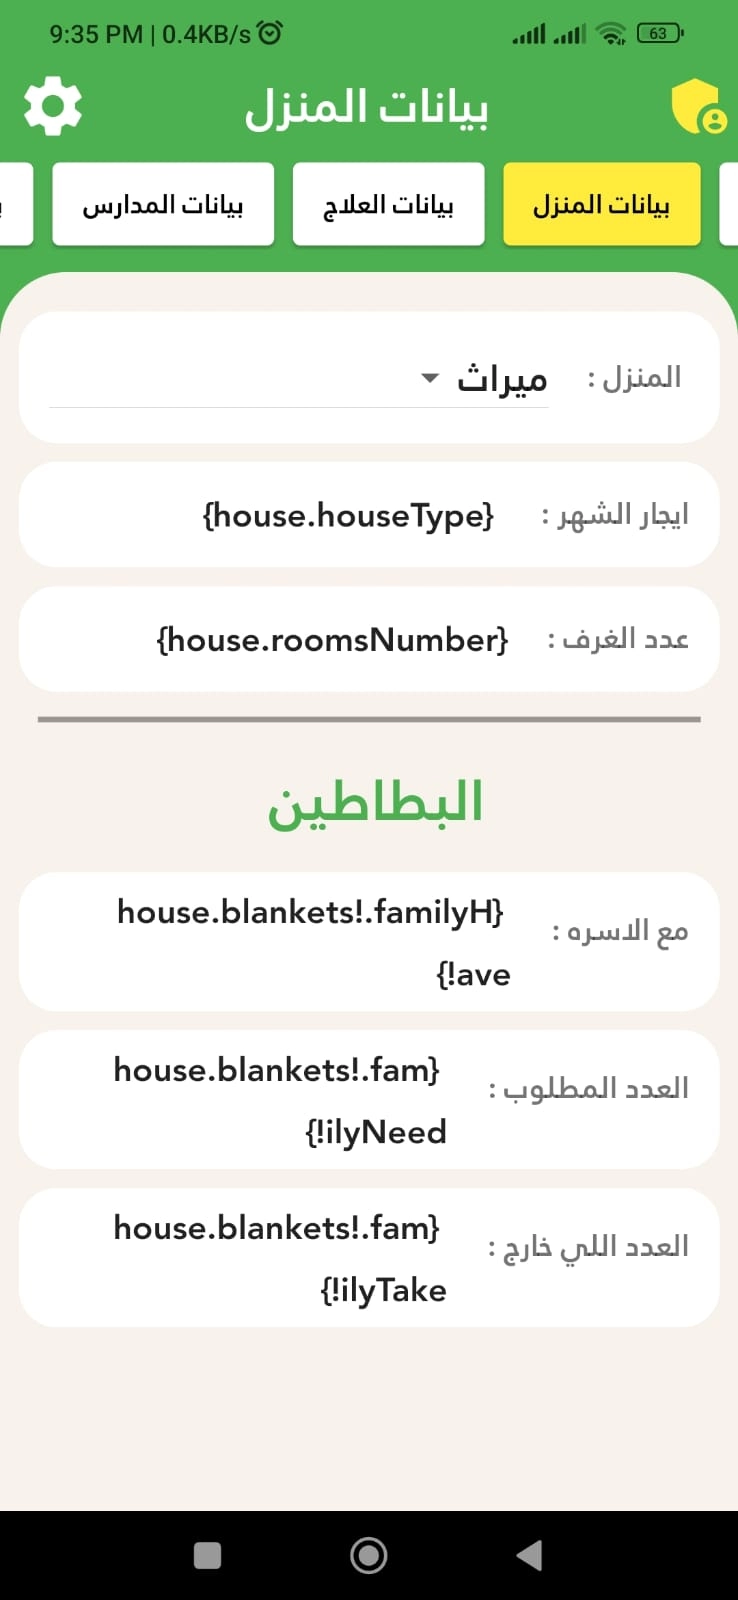 9:35 PM | 0.4KB/s
63
بيانات المنزل
بيانات المنزل
بيانات العلاج
بيانات المدارس
المنزل :
ميراث
ايجار الشهر :
{house.houseType}
عدد الغرف :
{house.roomsNumber}
البطاطين
مع الاسره :
{house.blankets!.familyH
ave!}
العدد المطلوب :
{house.blankets!.fam
ilyNeed!}
العدد اللي خارج :
{house.blankets!.fam
ilyTake!}